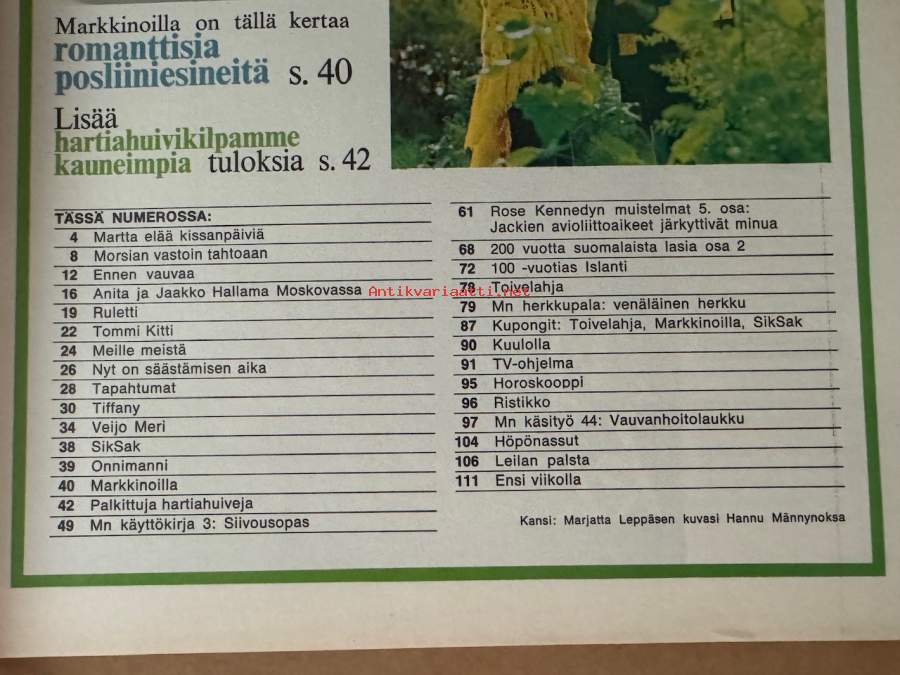 Markkinoilla on tällä kertaa
romanttisia
posliiniesineitä s. 40
Lisää
hartiahuivikilpamme
kauneimpia tuloksia s. 42
TÄSSÄ NUMEROSSA:
4 Martta elää kissanpäiviä
8 Morsian vastoin tahtoaan
12 Ennen vauvaa
16 Anita ja Jaakko Hallama Moskovassa
19 Ruletti
22 Tommi Kitti
24 Meille meistä
26 Nyt on säästämisen aika
28 Tapahtumat
30 Tiffany
34 Veijo Meri
38 SikSak
39 Onnimanni
40 Markkinoilla
42 Palkittuja hartiahuiveja
49 Mn käyttökirja 3: Siivousopas
61 Rose Kennedyn muistelmat 5. osa:
Jackien avioliittoaikeet järkyttivät minua
68 200 vuotta suomalaista lasia osa 2
72 100 -vuotias Islanti
78 Toivelahja
79 Mn herkkupala: venäläinen herkku
87 Kupongit: Toivelahja, Markkinoilla, SikSak
90 Kuulolla
91 TV-ohjelma
95 Horoskooppi
96 Ristikko
97 Mn käsityö 44: Vauvanhoitolaukku
104 Höpönassut
106 Leilan palsta
111 Ensi viikolla
Kansi: Marjatta Leppäsen kuvasi Hannu Männynoksa
Antikvariaatti.net